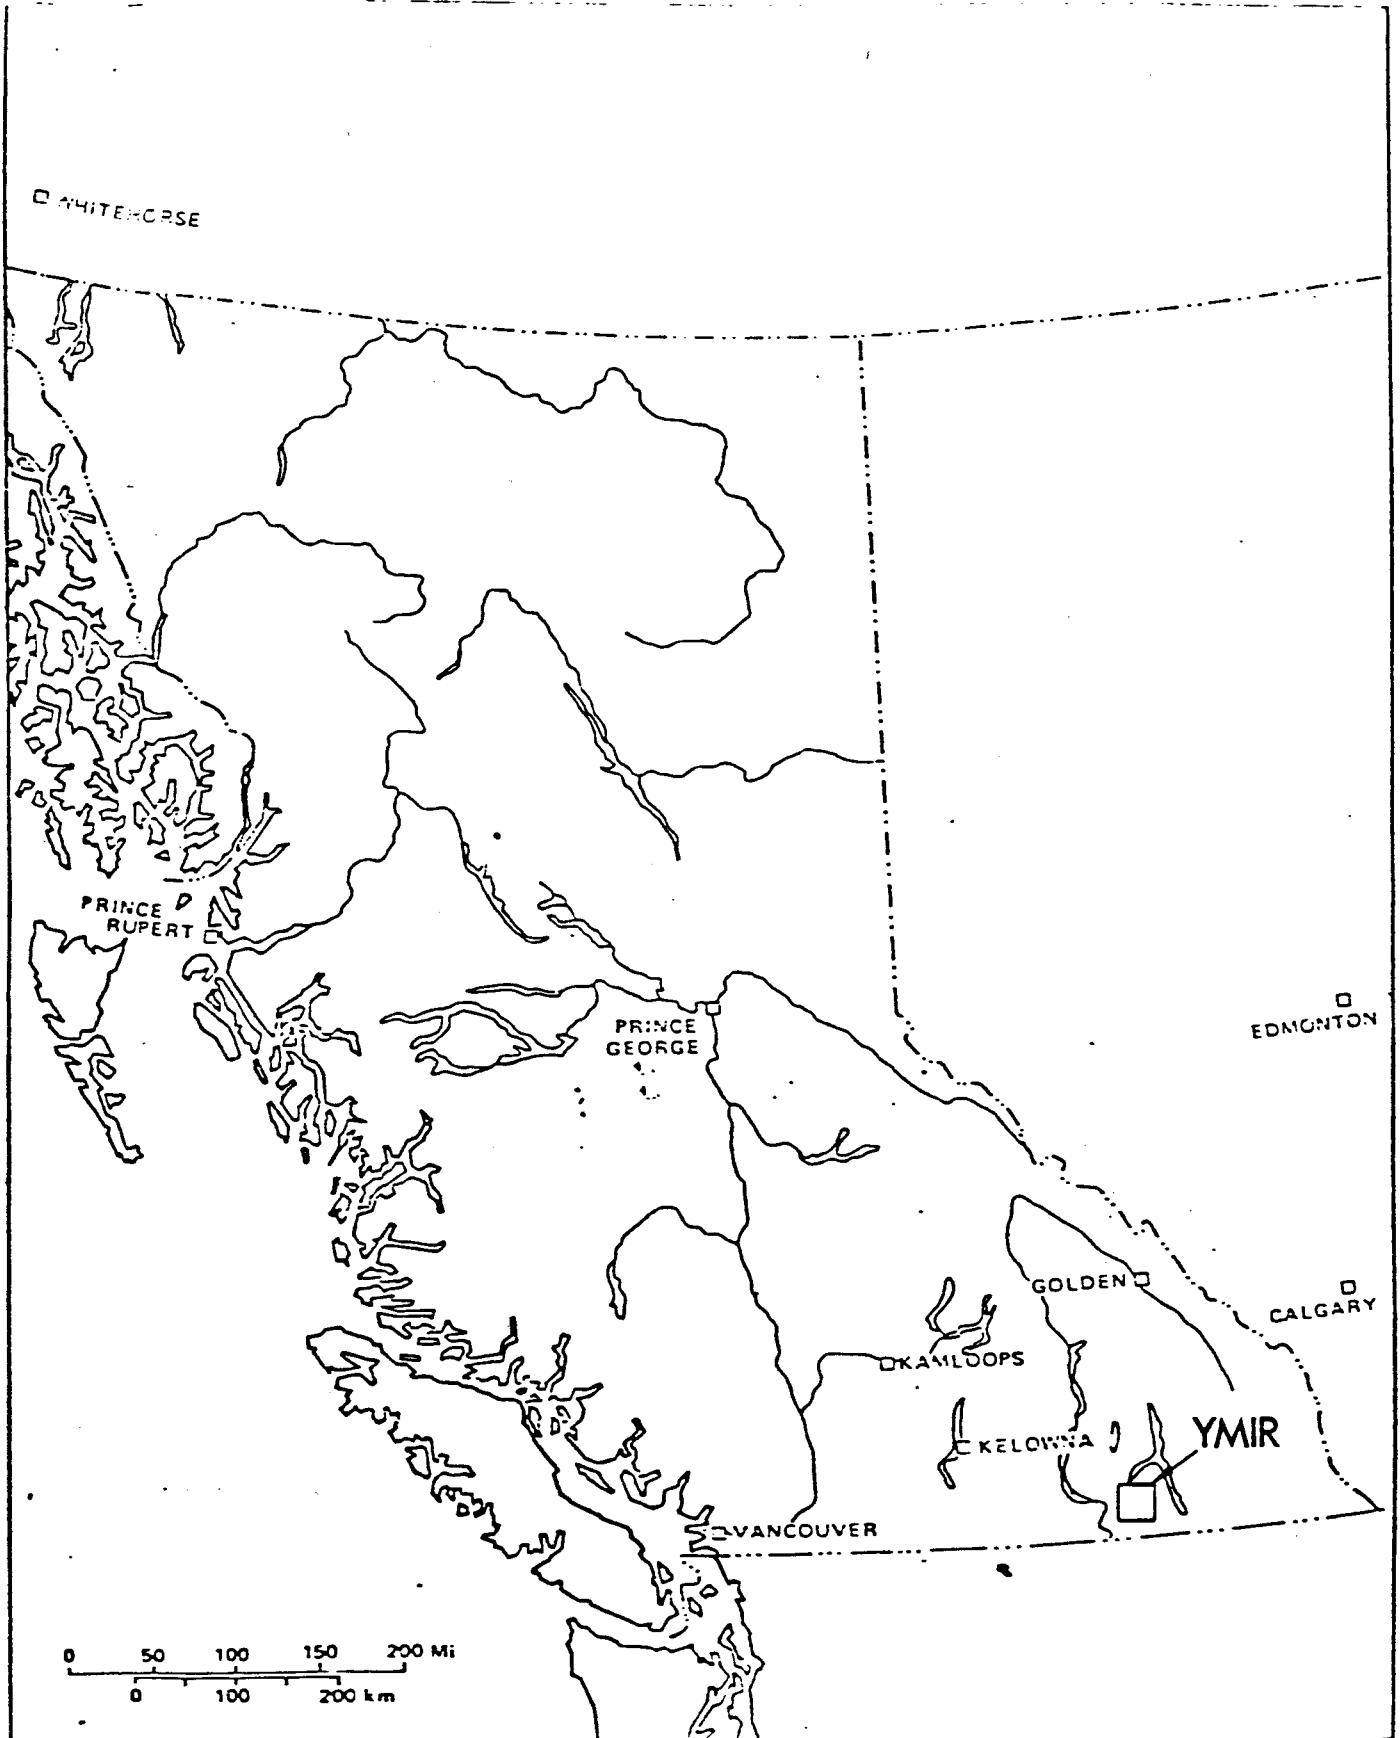 WHITEHORSE
PRINCE
RUPERT
PRINCE
GEORGE
EDMONTON
GOLDEN
CALGARY
KAMLOOPS
KELOWNA
YMIR
VANCOUVER
0 50 100 150 200 Mi
0 100 200 km